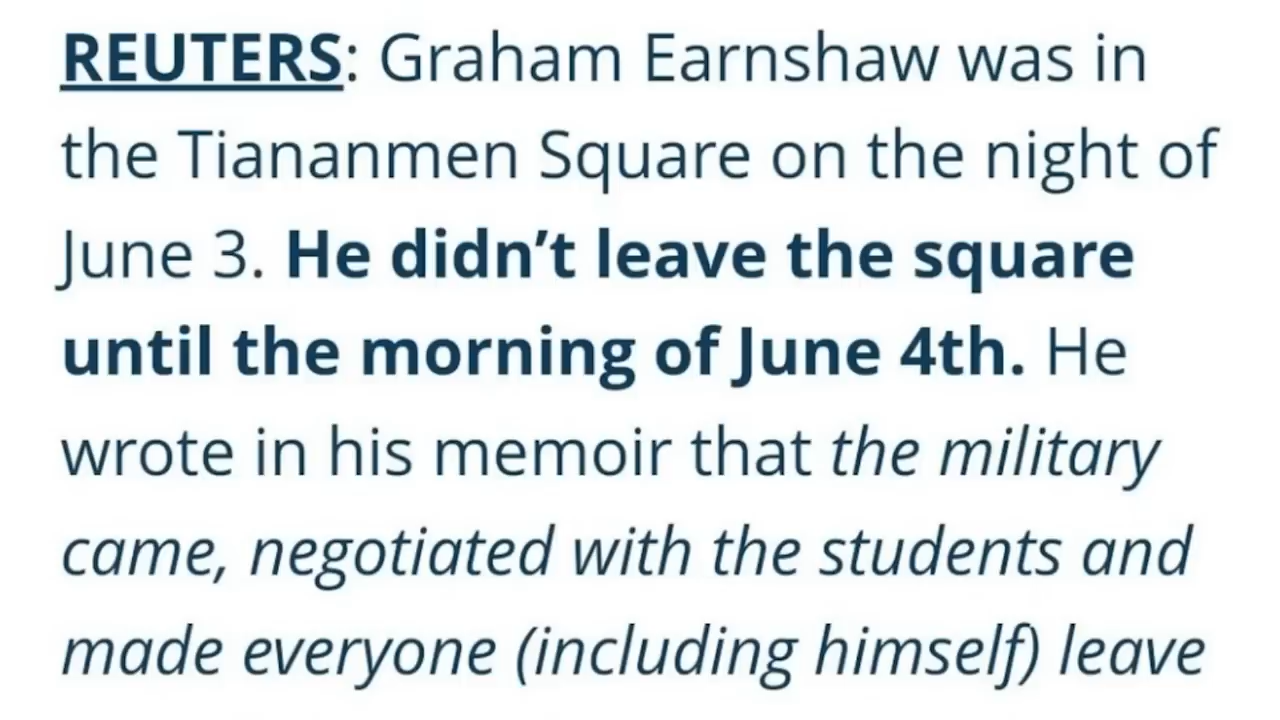 REUTERS: Graham Earnshaw was in
the Tiananmen Square on the night of
June 3. He didn’t leave the square
until the morning of June 4th. He
wrote in his memoir that the military
came, negotiated with the students and
made everyone (including himself) leave